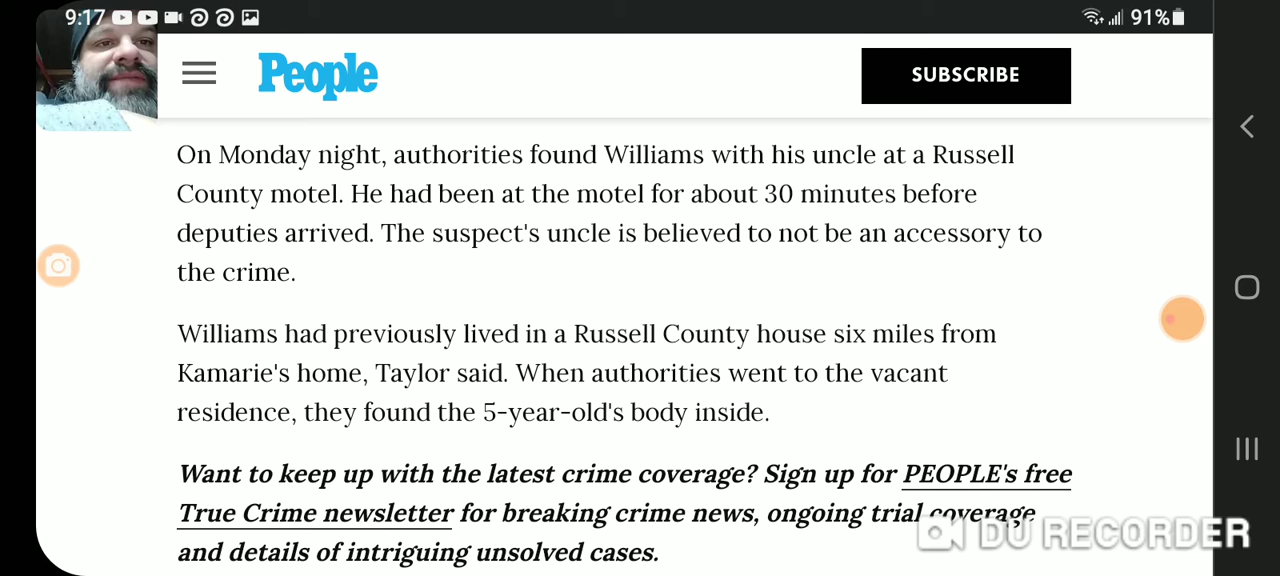 9:17
91%
People
SUBSCRIBE
On Monday night, authorities found Williams with his uncle at a Russell
County motel. He had been at the motel for about 30 minutes before
deputies arrived. The suspect's uncle is believed to not be an accessory to
the crime.
Williams had previously lived in a Russell County house six miles from
Kamarie's home, Taylor said. When authorities went to the vacant
residence, they found the 5-year-old's body inside.
Want to keep up with the latest crime coverage? Sign up for PEOPLE's free
True Crime newsletter for breaking crime news, ongoing trial coverage
and details of intriguing unsolved cases.
DU RECORDER